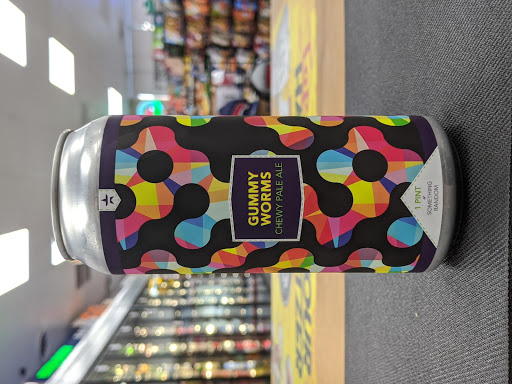 GUMMY
WORMS
CHEWY PALE ALE
1 PINT
SOMETHING
RANDOM